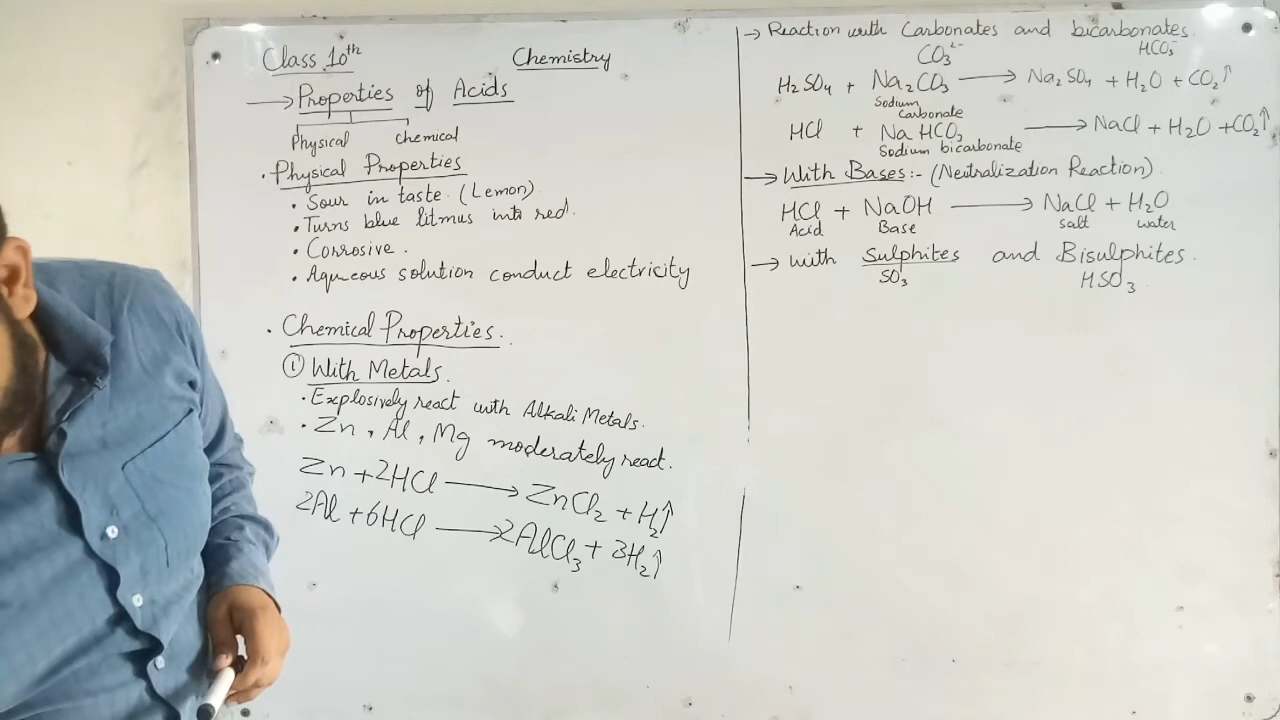 Class 10th
Chemistry
→ Properties of Acids
Physical chemical
· Physical Properties
• Sour in taste (Lemon)
• Turns blue litmus into red.
• Corrosive.
• Aqueous solution conduct electricity
· Chemical Properties.
① With Metals.
· Explosively react with Alkali Metals.
· Zn, Al, Mg moderately react.
Zn + 2HCl → ZnCl₂ + H₂↑
2Al + 6HCl → 2AlCl₃ + 3H₂↑
→ Reaction with Carbonates and bicarbonates
CO₃²⁻ HCO₃⁻
H₂SO₄ + Na₂CO₃ → Na₂SO₄ + H₂O + CO₂↑
Sodium
Carbonate
HCl + NaHCO₃ → NaCl + H₂O + CO₂↑
Sodium bicarbonate
→ With Bases:- (Neutralization Reaction)
HCl + NaOH → NaCl + H₂O
Acid Base salt water
→ With Sulphites and Bisulphites.
SO₃ HSO₃